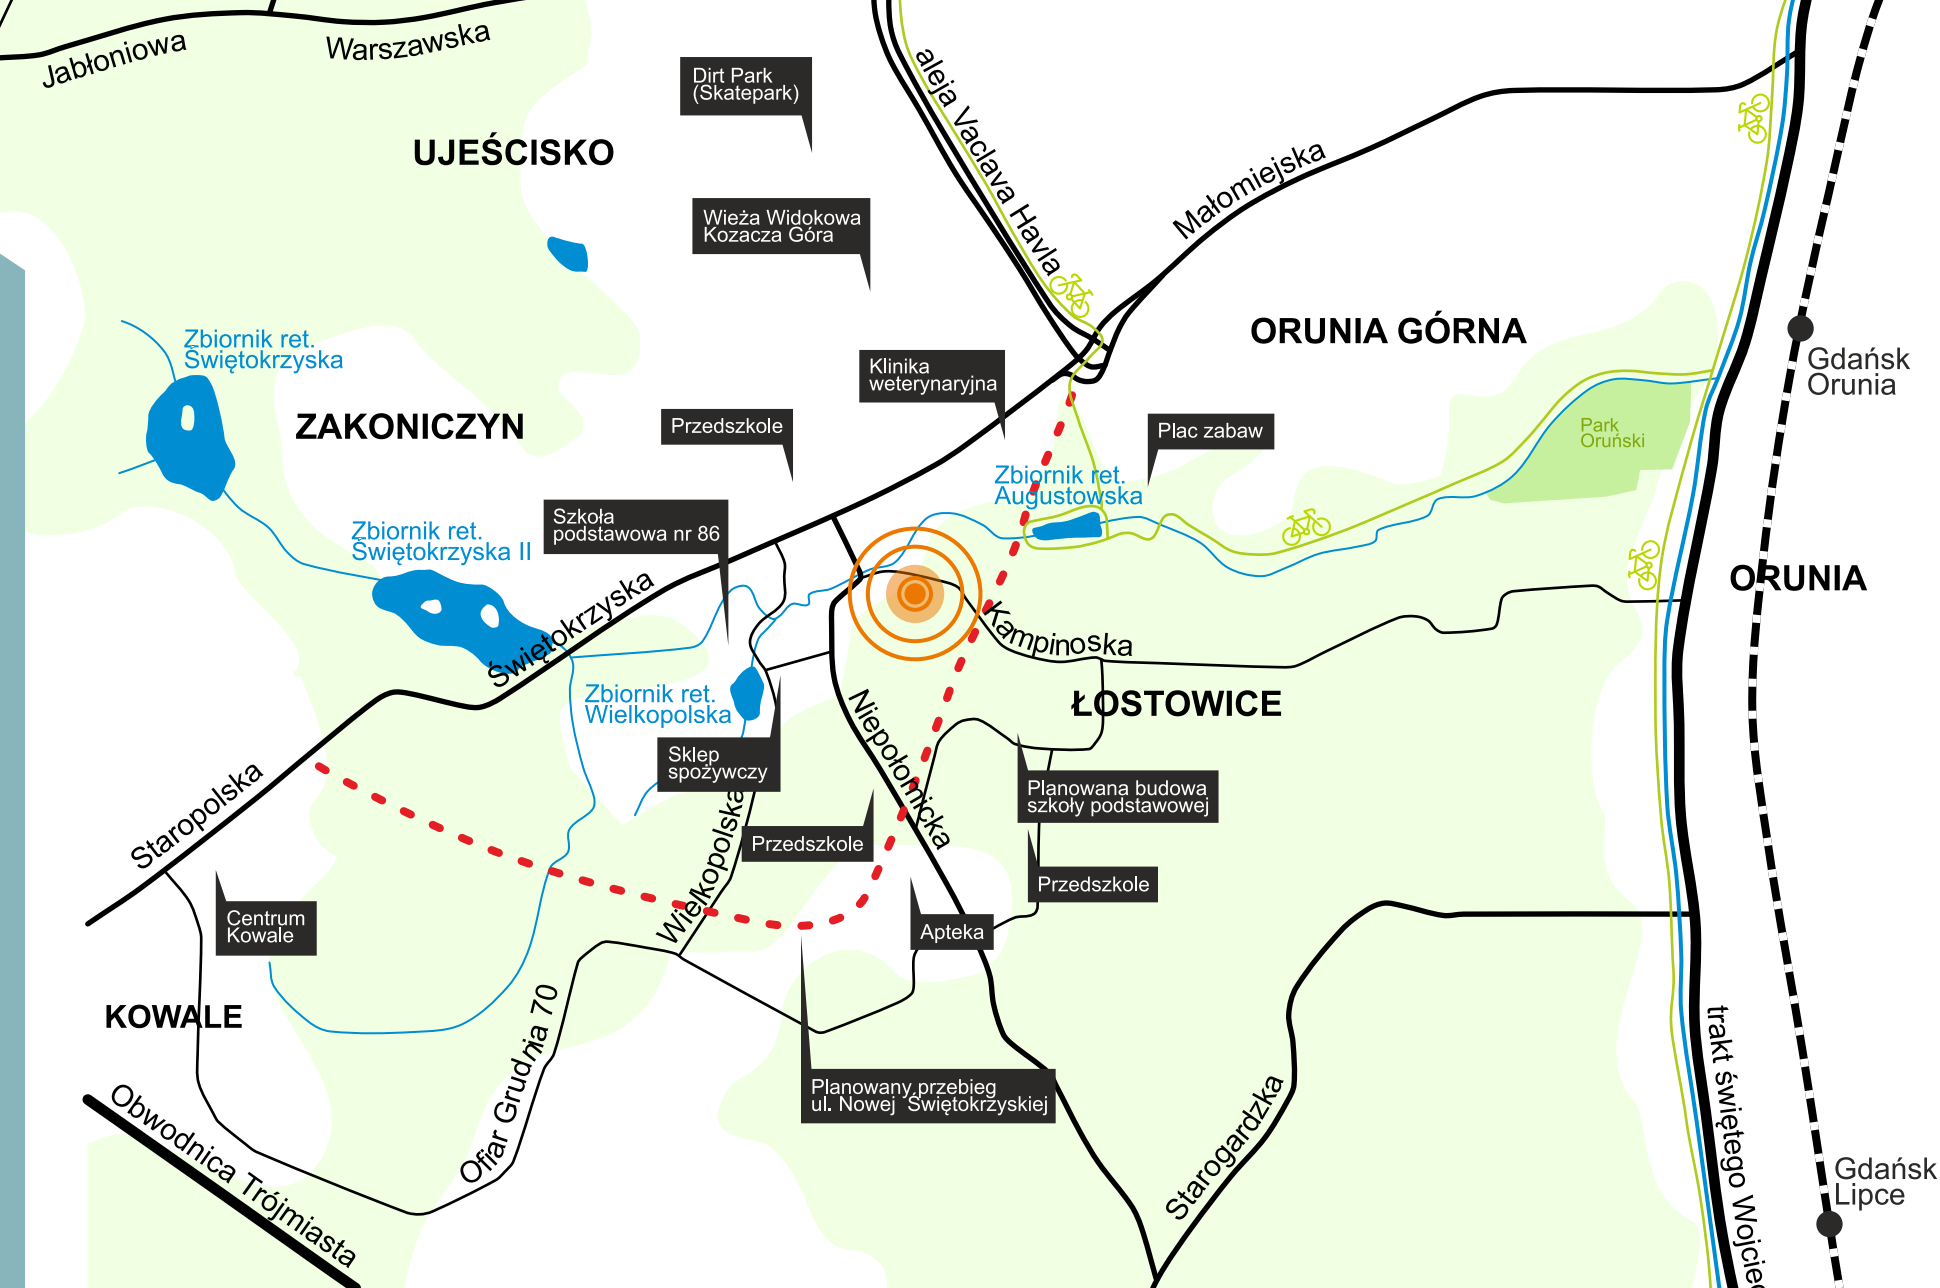 Jabłoniowa
Warszawska
Dirt Park
(Skatepark)
aleja Vaclava Havla
UJEŚCISKO
Małomiejska
Wieża Widokowa
Kozacza Góra
ORUNIA GÓRNA
Zbiornik ret.
Świętokrzyska
Gdańsk
Orunia
Klinika
weterynaryjna
ZAKONICZYN
Przedszkole
Plac zabaw
Park
Oruński
Zbiornik ret.
Augustowska
Szkoła
podstawowa nr 86
Zbiornik ret.
Świętokrzyska II
ORUNIA
Świętokrzyska
Kampinoska
Zbiornik ret.
Wielkopolska
ŁOSTOWICE
Niepołomicka
Sklep
spożywczy
Planowana budowa
szkoły podstawowej
Staropolska
Przedszkole
Wielkopolska
Przedszkole
Centrum
Kowale
Apteka
KOWALE
Ofiar Grudnia 70
Planowany przebieg
ul. Nowej Świętokrzyskiej
Starogardzka
trakt świętego Wojcie
Obwodnica Trójmiasta
Gdańsk
Lipce